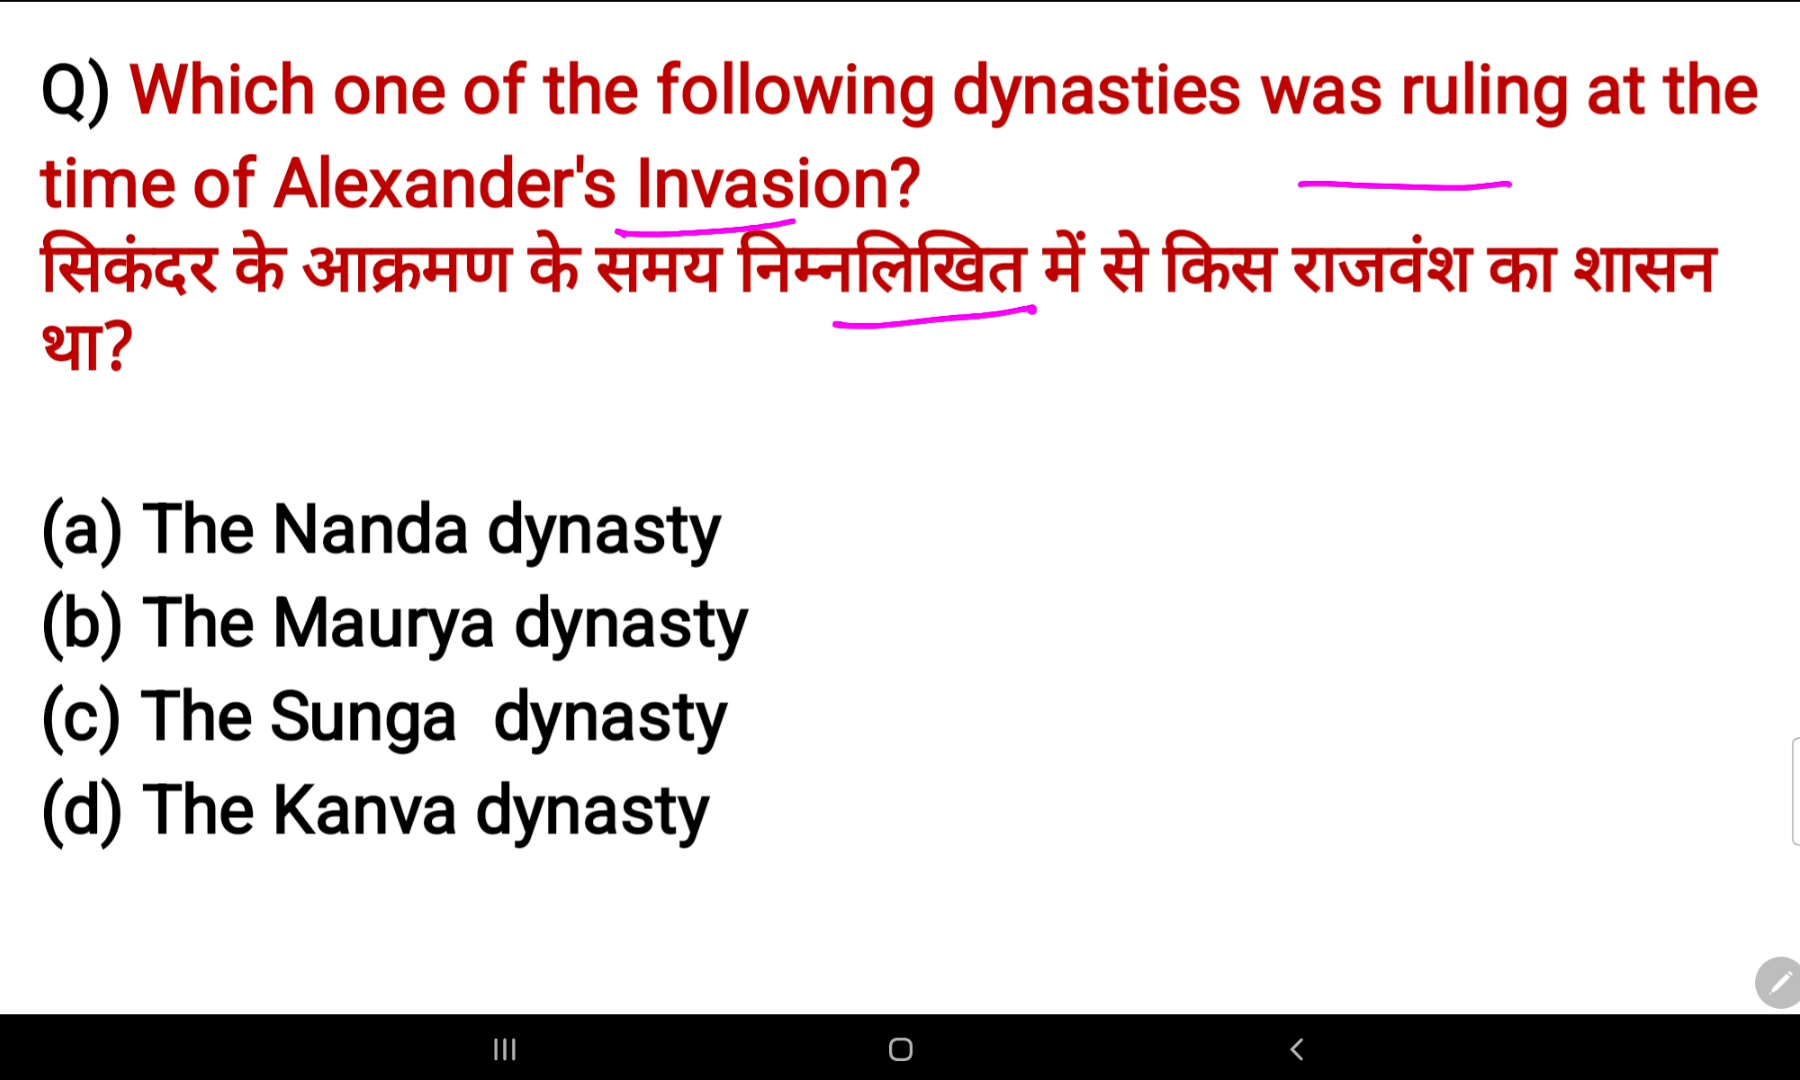 Q) Which one of the following dynasties was ruling at the
time of Alexander's Invasion?
सिकंदर के आक्रमण के समय निम्नलिखित में से किस राजवंश का शासन
था?
(a) The Nanda dynasty
(b) The Maurya dynasty
(c) The Sunga  dynasty
(d) The Kanva dynasty